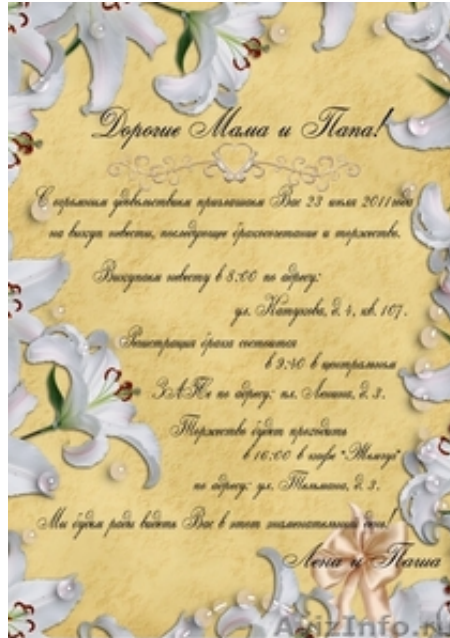 Дорогие Мама и Папа!
С огромным удовольствием приглашаем Вас 23 июля 2011 года
на выкуп невесты, последующее бракосочетание и торжество.
Выкупаем невесту в 8:00 по адресу:
ул. Катукова, д. 4, кв. 107.
Регистрация брака состоится
в 9:40 в центральном
ЗАГСе по адресу: пл. Ленина, д. 3.
Торжество будет проходить
в 16:00 в кафе "Жемчуг"
по адресу: ул. Тельмана, д. 3.
Мы будем рады видеть Вас в этот знаменательный день!
Лена и Паша